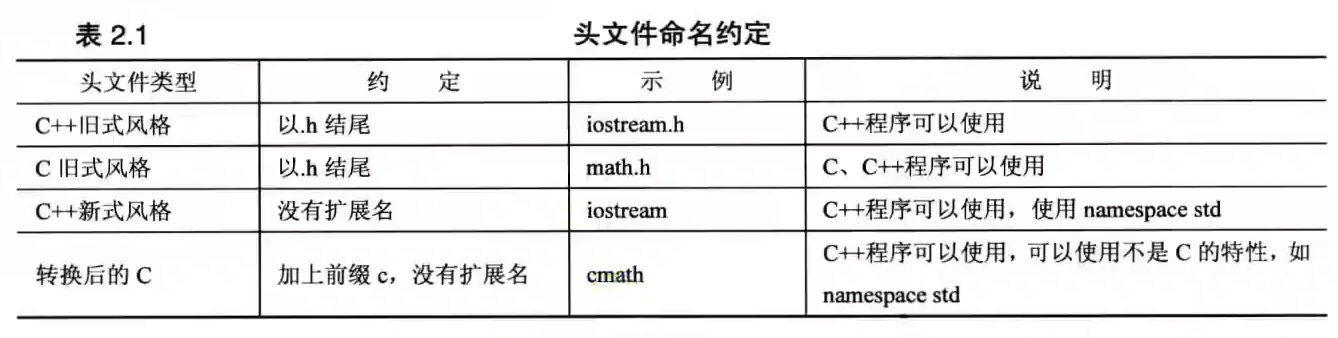 表 2.1 头文件命名约定
头文件类型 约 定 示 例 说 明
C++旧式风格 以.h 结尾 iostream.h C++程序可以使用
C 旧式风格 以.h 结尾 math.h C、C++程序可以使用
C++新式风格 没有扩展名 iostream C++程序可以使用，使用 namespace std
转换后的 C 加上前缀 c，没有扩展名 cmath C++程序可以使用，可以使用不是 C 的特性，如
namespace std